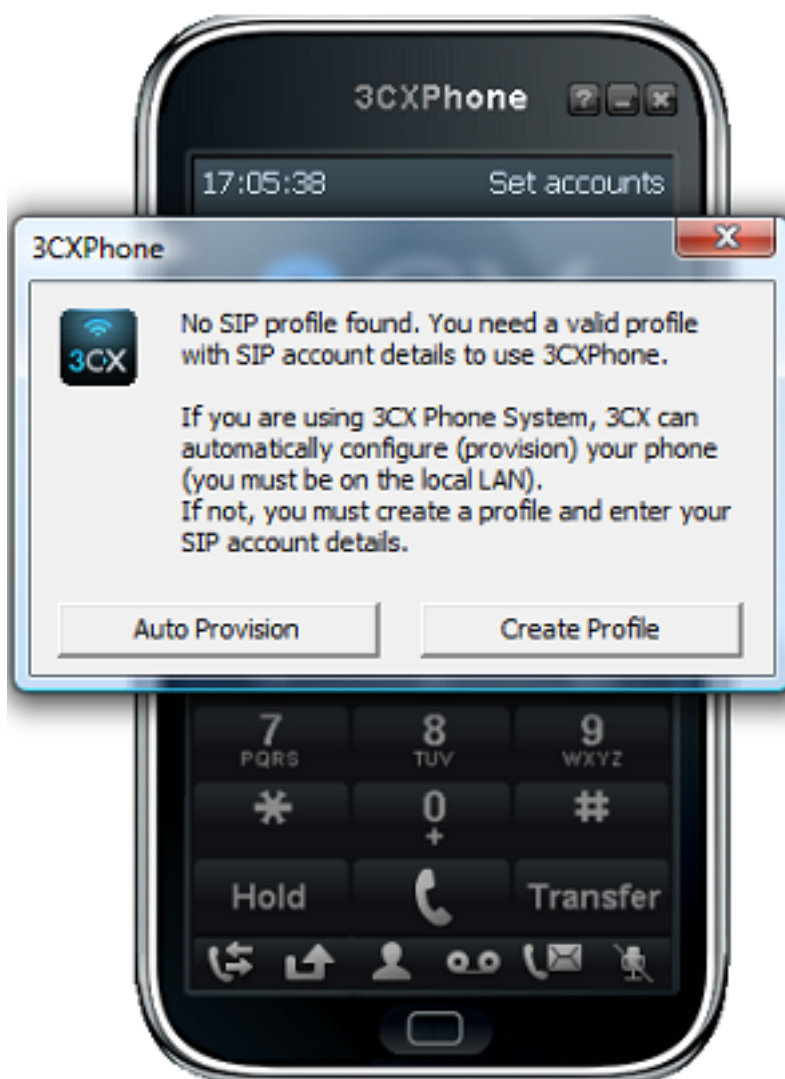 3CXPhone
17:05:38 Set accounts
3CXPhone
3CX
No SIP profile found. You need a valid profile
with SIP account details to use 3CXPhone.
If you are using 3CX Phone System, 3CX can
automatically configure (provision) your phone
(you must be on the local LAN).
If not, you must create a profile and enter your
SIP account details.
Auto Provision Create Profile
7 8 9
PQRS TUV WXYZ
* 0 #
+
Hold Transfer